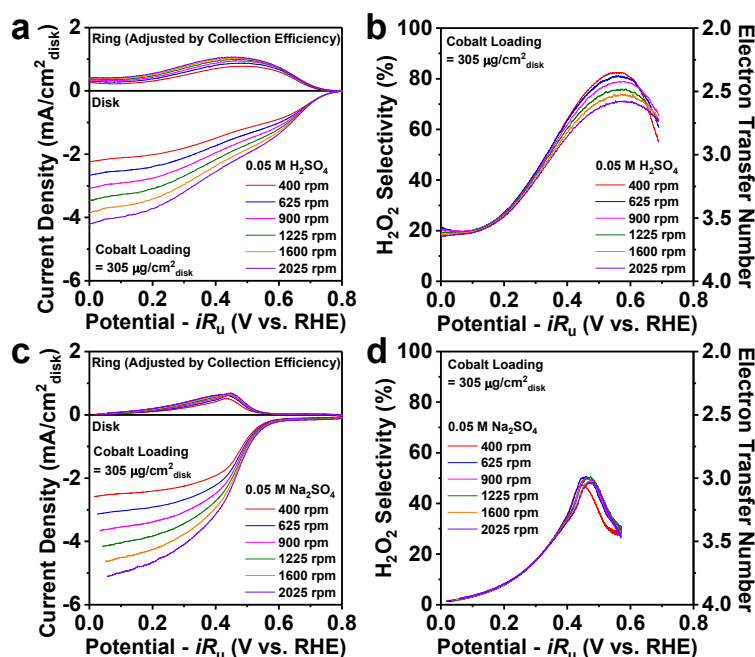 a
Ring (Adjusted by Collection Efficiency)
Disk
0.05 M H₂SO₄
400 rpm
625 rpm
900 rpm
1225 rpm
1600 rpm
2025 rpm
Cobalt Loading
= 305 µg/cm²disk
Current Density (mA/cm²disk)
2
0
-2
-4
-6
0.0 0.2 0.4 0.6 0.8
Potential - iRu (V vs. RHE)
b
Cobalt Loading
= 305 µg/cm²disk
0.05 M H₂SO₄
400 rpm
625 rpm
900 rpm
1225 rpm
1600 rpm
2025 rpm
H₂O₂ Selectivity (%)
100
80
60
40
20
0
Electron Transfer Number
2.0
2.5
3.0
3.5
4.0
0.0 0.2 0.4 0.6 0.8
Potential - iRu (V vs. RHE)
c
Ring (Adjusted by Collection Efficiency)
Disk
Cobalt Loading
= 305 µg/cm²disk
0.05 M Na₂SO₄
400 rpm
625 rpm
900 rpm
1225 rpm
1600 rpm
2025 rpm
Current Density (mA/cm²disk)
2
0
-2
-4
-6
0.0 0.2 0.4 0.6 0.8
Potential - iRu (V vs. RHE)
d
Cobalt Loading
= 305 µg/cm²disk
0.05 M Na₂SO₄
400 rpm
625 rpm
900 rpm
1225 rpm
1600 rpm
2025 rpm
H₂O₂ Selectivity (%)
100
80
60
40
20
0
Electron Transfer Number
2.0
2.5
3.0
3.5
4.0
0.0 0.2 0.4 0.6 0.8
Potential - iRu (V vs. RHE)